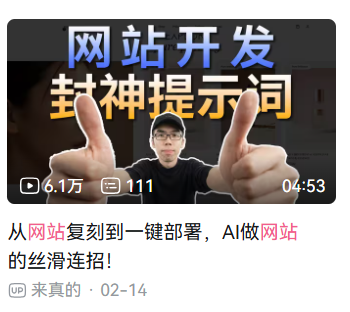 网站开发
封神提示词
6.1万 111 04:53
从网站复刻到一键部署，AI做网站
的丝滑连招！
UP 来真的 · 02-14